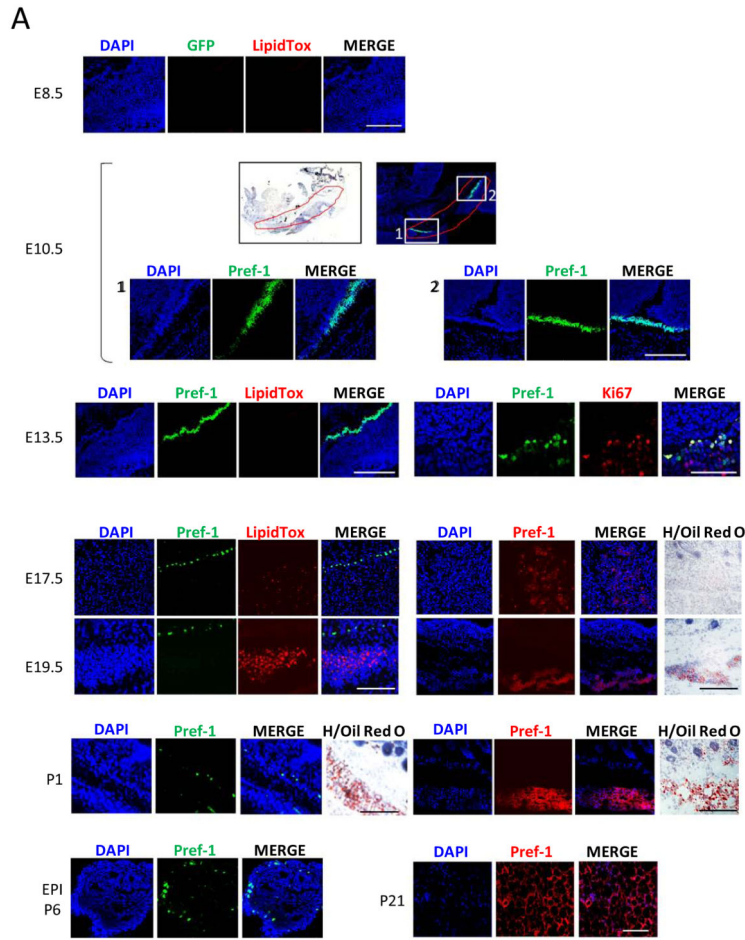 A
DAPI GFP LipidTox MERGE
E8.5
E10.5
1 2
1 DAPI Pref-1 MERGE 2 DAPI Pref-1 MERGE
E13.5 DAPI Pref-1 LipidTox MERGE DAPI Pref-1 Ki67 MERGE
DAPI Pref-1 LipidTox MERGE DAPI Pref-1 MERGE H/Oil Red O
E17.5
E19.5
DAPI Pref-1 MERGE H/Oil Red O DAPI Pref-1 MERGE H/Oil Red O
P1
DAPI Pref-1 MERGE DAPI Pref-1 MERGE
EPI
P6 P21